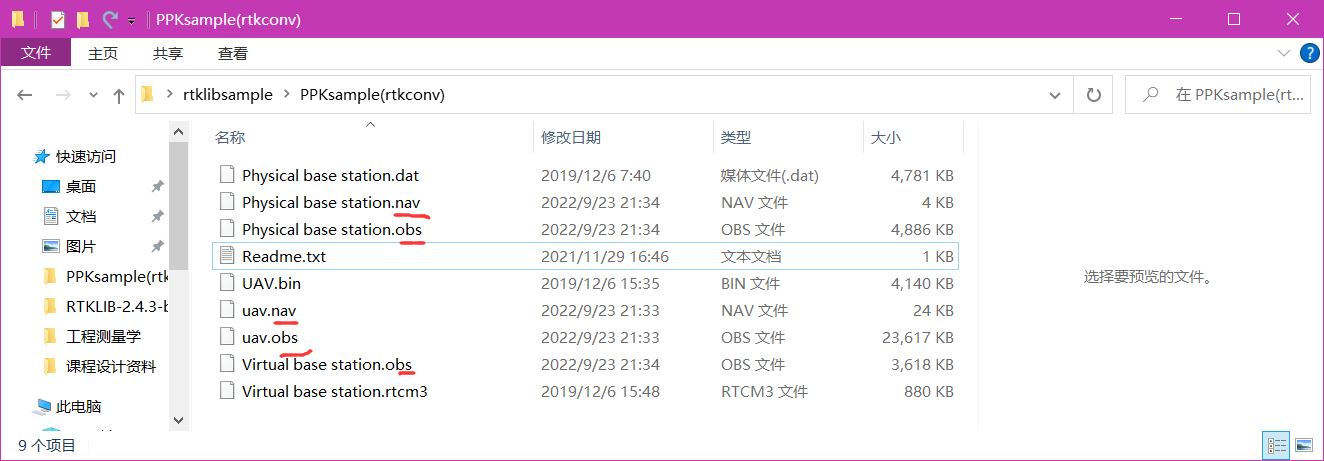 PPKsample(rtkconv)
文件 主页 共享 查看
rtklibsample PPKsample(rtkconv) 在 PPKsample(rt...
快速访问
桌面
文档
图片
PPKsample(rtk
RTKLIB-2.4.3-b
工程测量学
课程设计资料
此电脑
名称 修改日期 类型 大小
Physical base station.dat 2019/12/6 7:40 媒体文件(.dat) 4,781 KB
Physical base station.nav 2022/9/23 21:34 NAV 文件 4 KB
Physical base station.obs 2022/9/23 21:34 OBS 文件 4,886 KB
Readme.txt 2021/11/29 16:46 文本文档 1 KB
UAV.bin 2019/12/6 15:35 BIN 文件 4,140 KB
uav.nav 2022/9/23 21:33 NAV 文件 24 KB
uav.obs 2022/9/23 21:33 OBS 文件 23,617 KB
Virtual base station.obs 2022/9/23 21:34 OBS 文件 3,618 KB
Virtual base station.rtcm3 2019/12/6 15:48 RTCM3 文件 880 KB
选择要预览的文件。
9 个项目